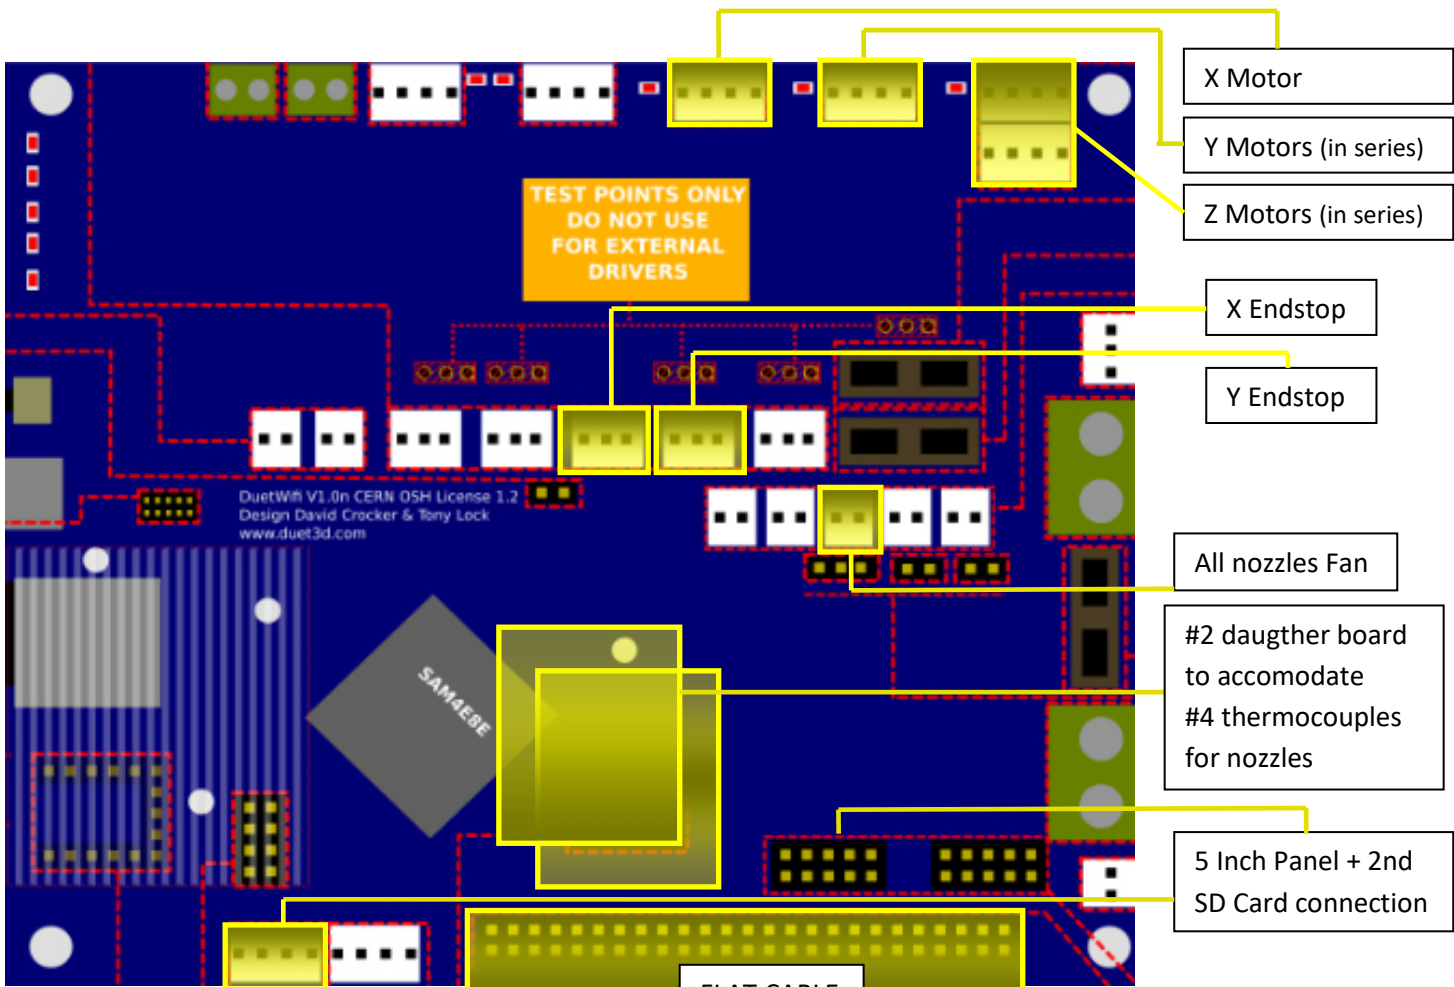 X Motor
Y Motors (in series)
Z Motors (in series)
TEST POINTS ONLY
DO NOT USE
FOR EXTERNAL
DRIVERS
X Endstop
Y Endstop
DuetWifi V1.0n CERN OSH License 1.2
Design David Crocker & Tony Lock
www.duet3d.com
All nozzles Fan
#2 daugther board
to accomodate
#4 thermocouples
for nozzles
SAM4E8E
5 Inch Panel + 2nd
SD Card connection
FLAT CABLE